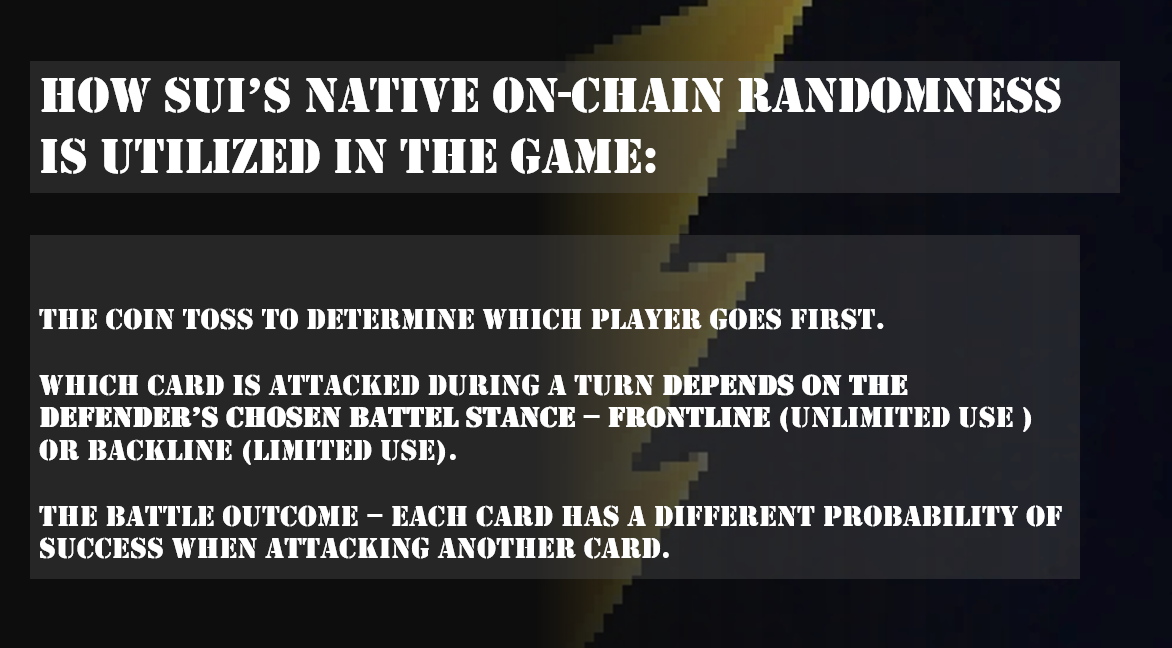 HOW SUI'S NATIVE ON-CHAIN RANDOMNESS
IS UTILIZED IN THE GAME:
THE COIN TOSS TO DETERMINE WHICH PLAYER GOES FIRST.
WHICH CARD IS ATTACKED DURING A TURN DEPENDS ON THE
DEFENDER'S CHOSEN BATTEL STANCE – FRONTLINE (UNLIMITED USE )
OR BACKLINE (LIMITED USE).
THE BATTLE OUTCOME – EACH CARD HAS A DIFFERENT PROBABILITY OF
SUCCESS WHEN ATTACKING ANOTHER CARD.